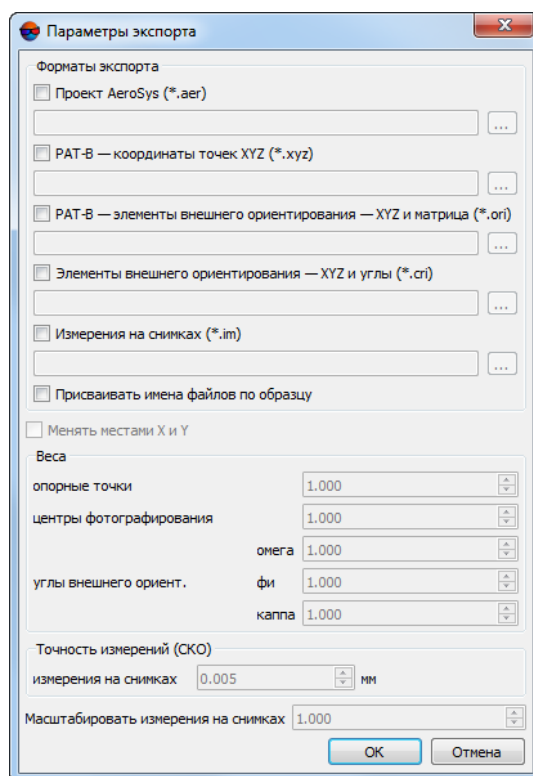 Параметры экспорта
Форматы экспорта
Проект AeroSys (*.aer)
...
PAT-B — координаты точек XYZ (*.xyz)
...
PAT-B — элементы внешнего ориентирования — XYZ и матрица (*.ori)
...
Элементы внешнего ориентирования — XYZ и углы (*.cri)
...
Измерения на снимках (*.im)
...
Присваивать имена файлов по образцу
Менять местами X и Y
Веса
опорные точки 1.000
центры фотографирования 1.000
омега 1.000
углы внешнего ориент. фи 1.000
каппа 1.000
Точность измерений (СКО)
измерения на снимках 0.005 мм
Масштабировать измерения на снимках 1.000
ОК Отмена